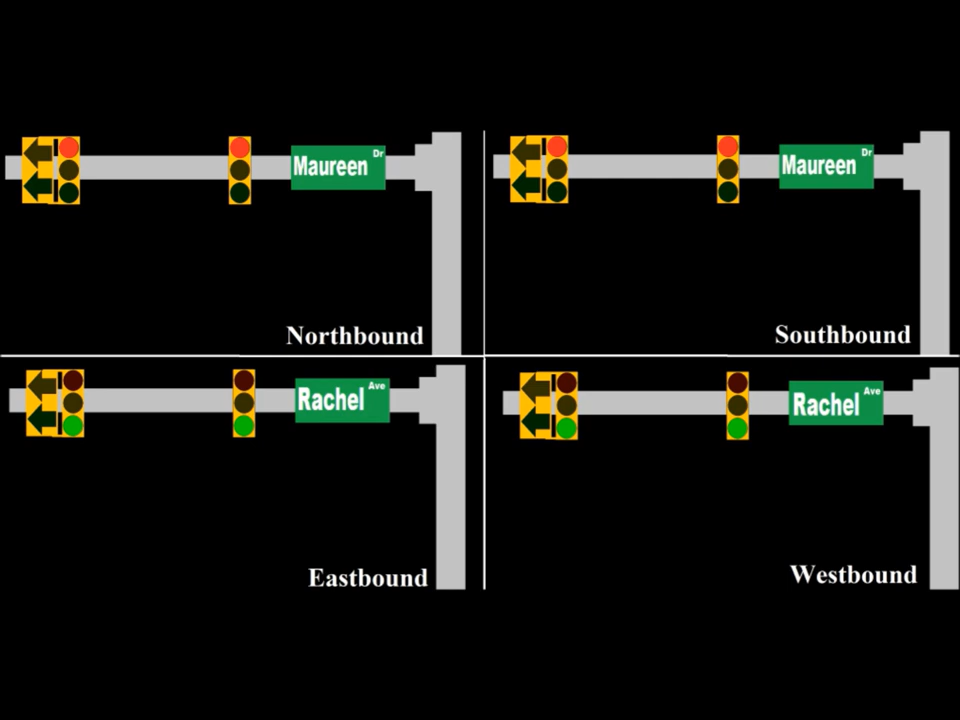 Maureen Dr
Maureen Dr
Northbound
Southbound
Rachel Ave
Rachel Ave
Eastbound
Westbound